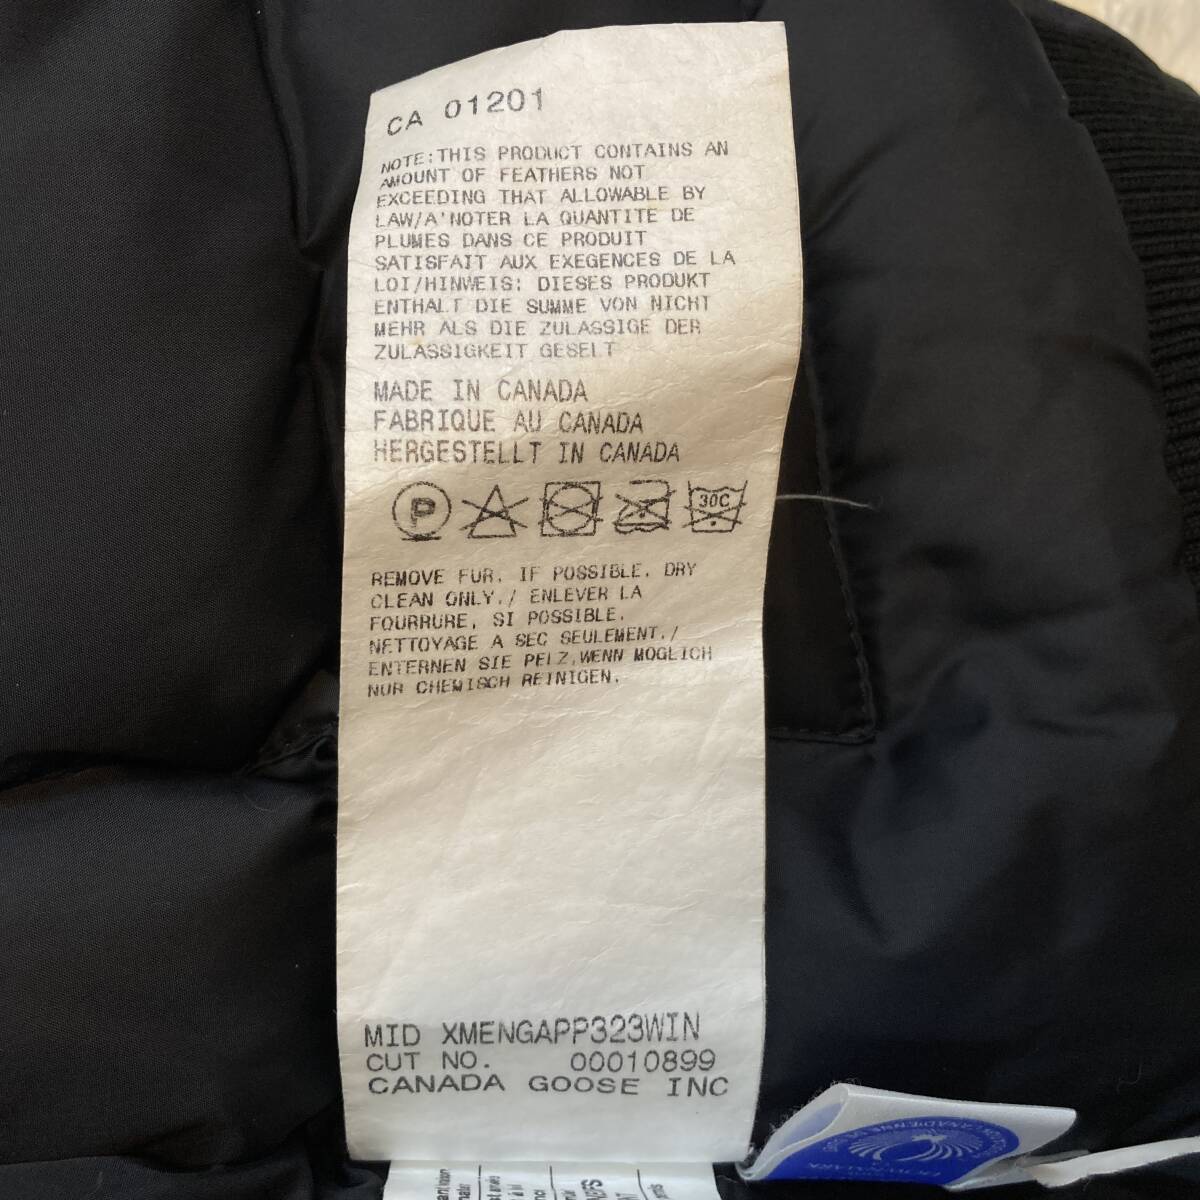 CA 01201
NOTE:THIS PRODUCT CONTAINS AN
AMOUNT OF FEATHERS NOT
EXCEEDING THAT ALLOWABLE BY
LAW/A'NOTER LA QUANTITE DE
PLUMES DANS CE PRODUIT
SATISFAIT AUX EXEGENCES DE LA
LOI/HINWEIS: DIESES PRODUKT
ENTHALT DIE SUMME VON NICHT
MEHR ALS DIE ZULASSIGE DER
ZULASSIGKEIT GESELT
MADE IN CANADA
FABRIQUE AU CANADA
HERGESTELLT IN CANADA
P 30C
REMOVE FUR, IF POSSIBLE. DRY
CLEAN ONLY./ ENLEVER LA
FOURRURE, SI POSSIBLE.
NETTOYAGE A SEC SEULEMENT./
ENTERNEN SIE PELZ,WENN MOGLICH
NUR CHEMISCH REINIGEN.
MID XMENGAPP323WIN
CUT NO. 00010899
CANADA GOOSE INC